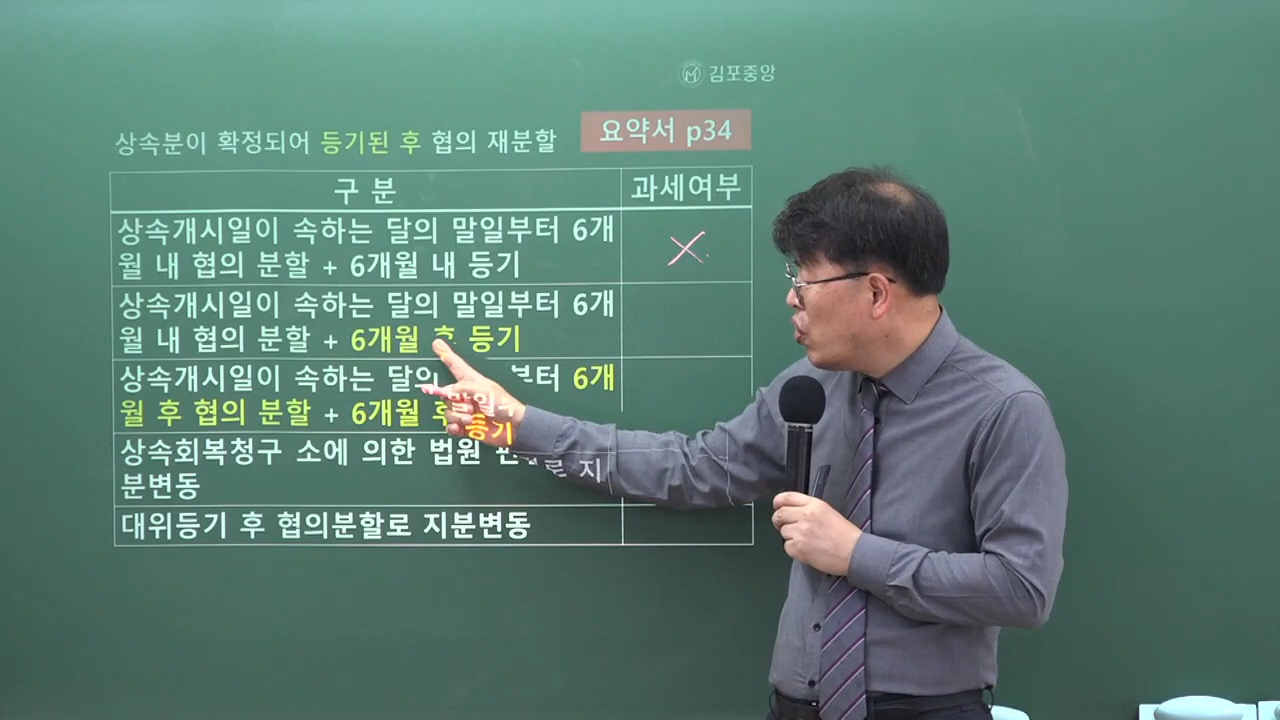 김포중앙
상속분이 확정되어 등기된 후 협의 재분할
요약서 p34
구 분
과세여부
상속개시일이 속하는 달의 말일부터 6개
월 내 협의 분할 + 6개월 내 등기
X
상속개시일이 속하는 달의 말일부터 6개
월 내 협의 분할 + 6개월 후 등기
상속개시일이 속하는 달의 말일부터 6개
월 후 협의 분할 + 6개월 후 등기
상속회복청구 소에 의한 법원 지
분변동
대위등기 후 협의분할로 지분변동